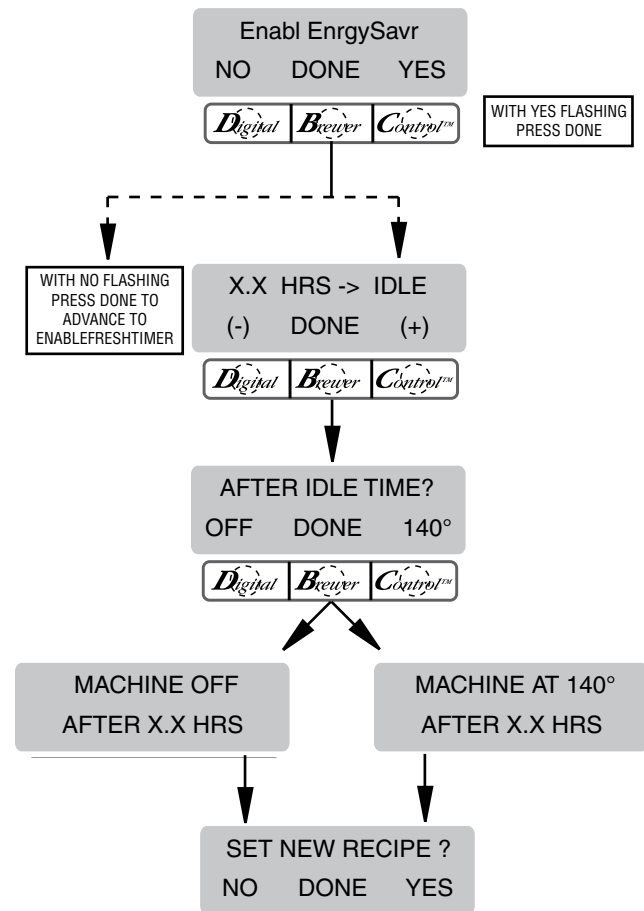 Enabl EnrgySavr
NO DONE YES
Digital Brewer Control™
WITH YES FLASHING
PRESS DONE
WITH NO FLASHING
PRESS DONE TO
ADVANCE TO
ENABLEFRESHTIMER
X.X HRS -> IDLE
(-) DONE (+)
Digital Brewer Control™
AFTER IDLE TIME?
OFF DONE 140°
Digital Brewer Control™
MACHINE OFF
AFTER X.X HRS
MACHINE AT 140°
AFTER X.X HRS
SET NEW RECIPE ?
NO DONE YES